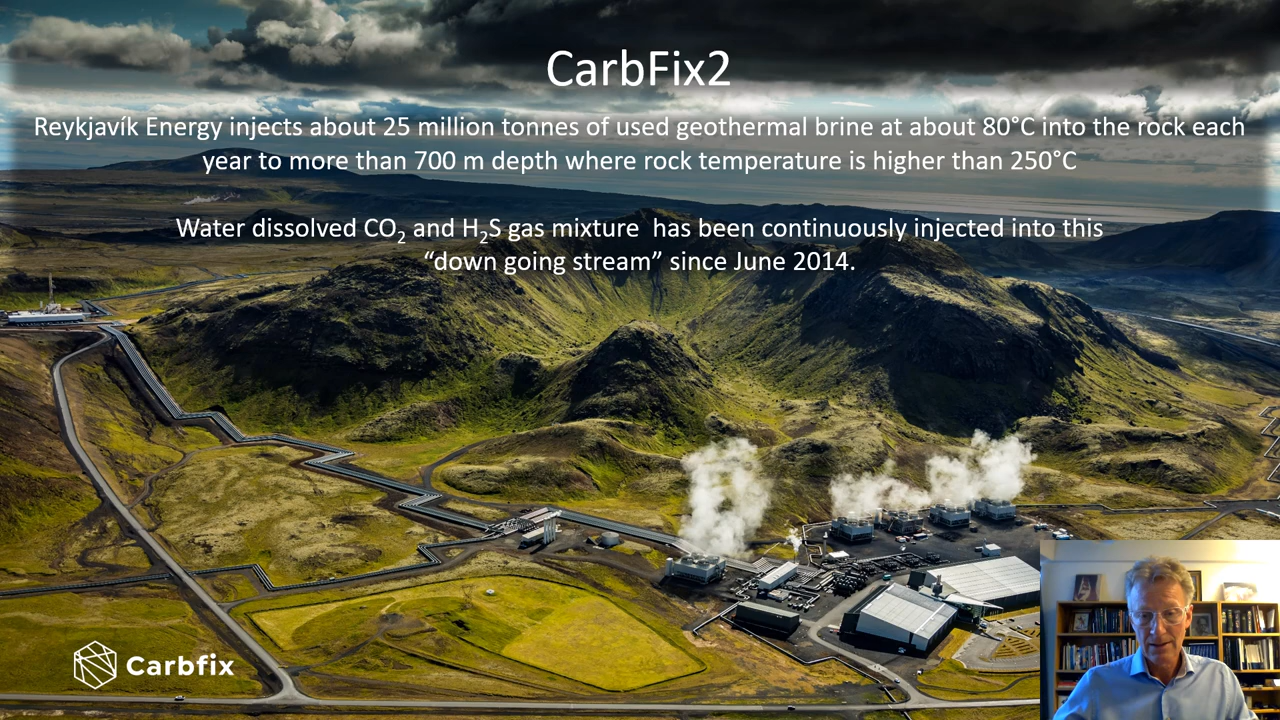 CarbFix2
Reykjavík Energy injects about 25 million tonnes of used geothermal brine at about 80°C into the rock each
year to more than 700 m depth where rock temperature is higher than 250°C
Water dissolved CO₂ and H₂S gas mixture has been continuously injected into this
“down going stream” since June 2014.
Carbfix